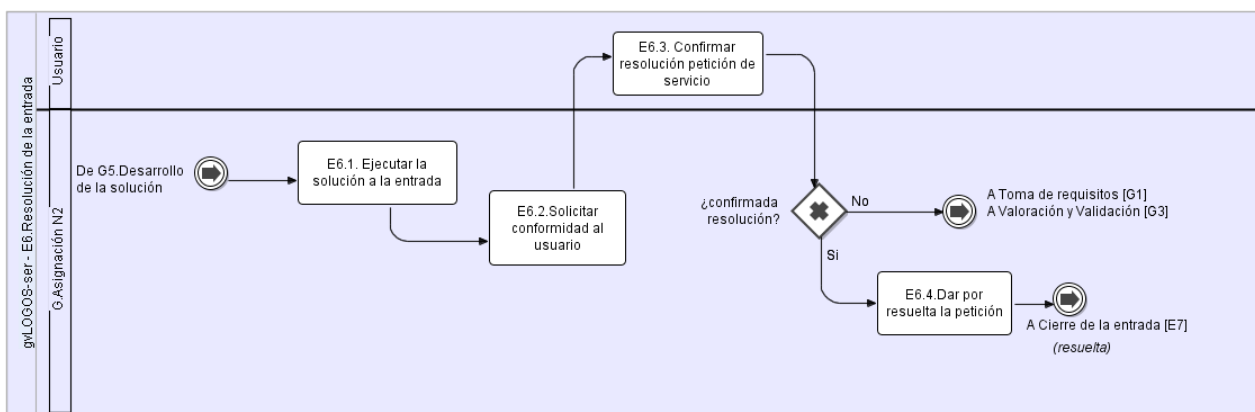 gvLOGOS-ser - E6.Resolución de la entrada
Usuario
G.Asignación N2
E6.3. Confirmar
resolución petición de
servicio
De G5.Desarrollo
de la solución
E6.1. Ejecutar la
solución a la entrada
E6.2.Solicitar
conformidad al
usuario
¿confirmada
resolución?
No
A Toma de requisitos [G1]
A Valoración y Validación [G3]
Si
E6.4.Dar por
resuelta la petición
A Cierre de la entrada [E7]
(resuelta)